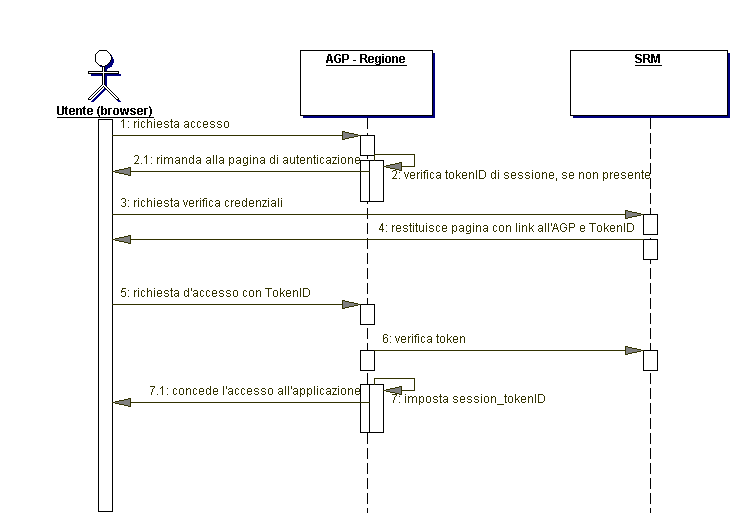 AGP - Regione
SRM
Utente (browser)
1: richiesta accesso
2.1: rimanda alla pagina di autenticazione
2: verifica tokenID di sessione, se non presente
3: richiesta verifica credenziali
4: restituisce pagina con link all'AGP e TokenID
5: richiesta d'accesso con TokenID
6: verifica token
7.1: concede l'accesso all'applicazione
7: imposta session_tokenID